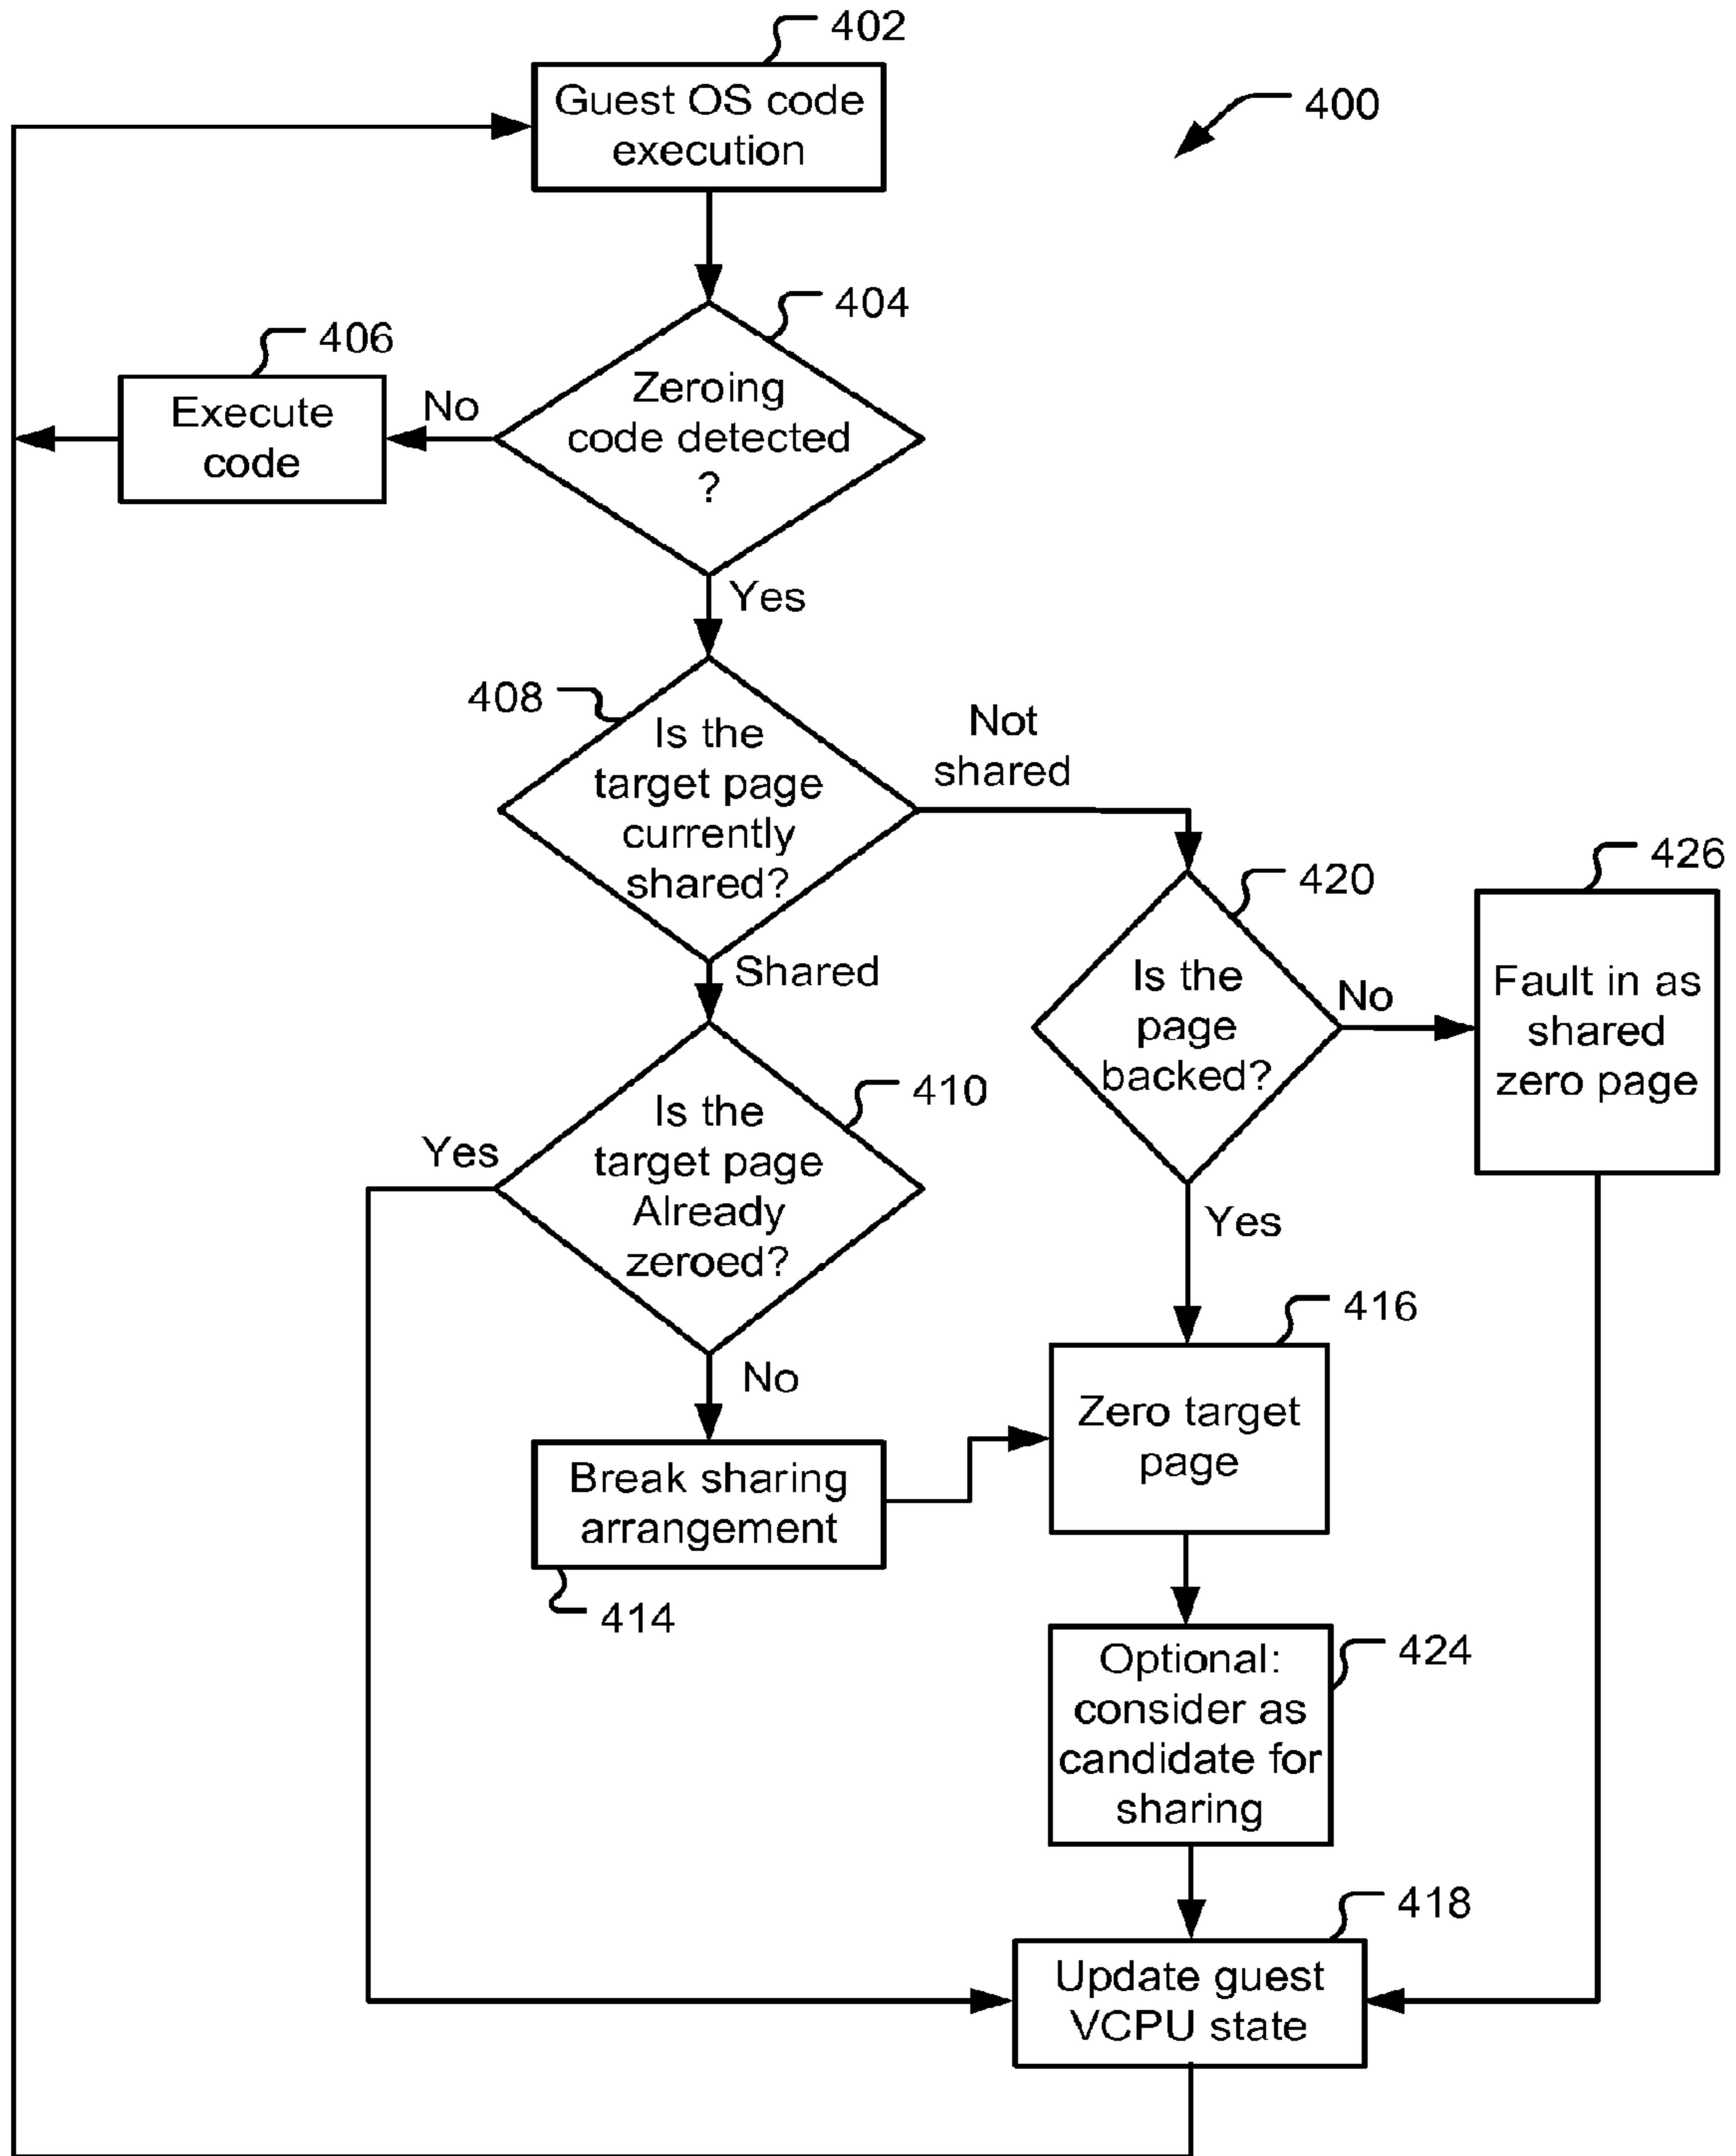 402
Guest OS code
execution
400
404
406
Zeroing
code detected
?
No
Execute
code
Yes
408
Is the
target page
currently
shared?
Not
shared
426
420
Shared
Is the
page
backed?
No
Fault in as
shared
zero page
410
Is the
target page
Already
zeroed?
Yes
Yes
416
No
Zero target
page
Break sharing
arrangement
414
424
Optional:
consider as
candidate for
sharing
418
Update guest
VCPU state